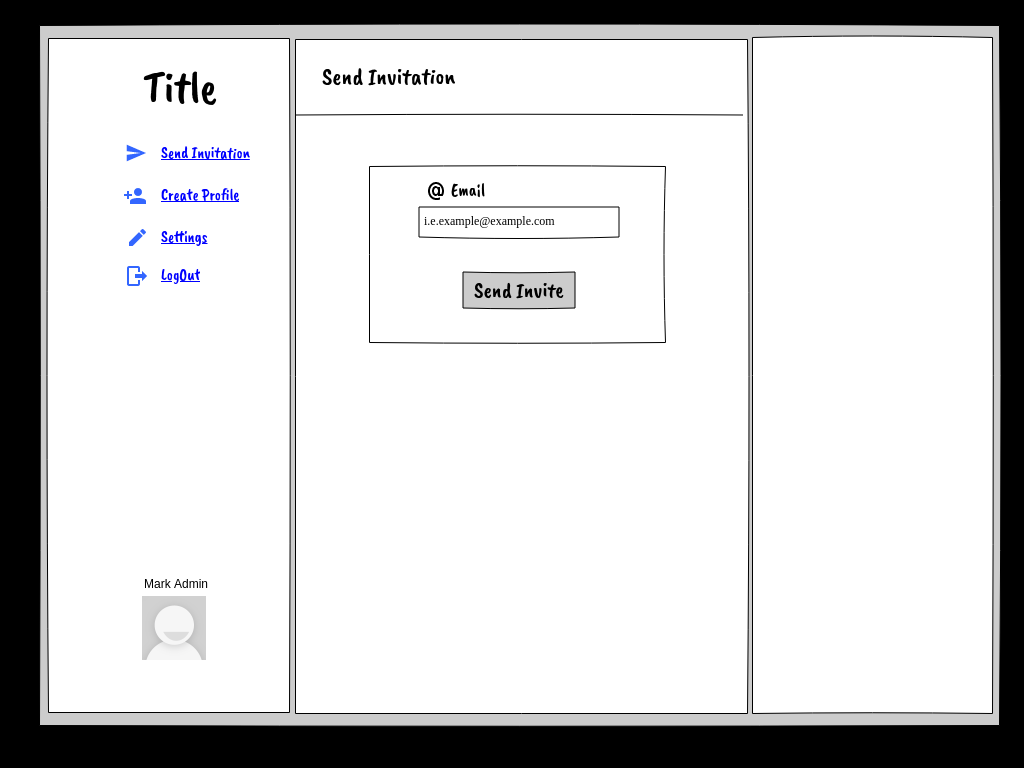 Title
Send Invitation
Create Profile
Settings
LogOut
Mark Admin
Send Invitation
@ Email
i.e.example@example.com
Send Invite